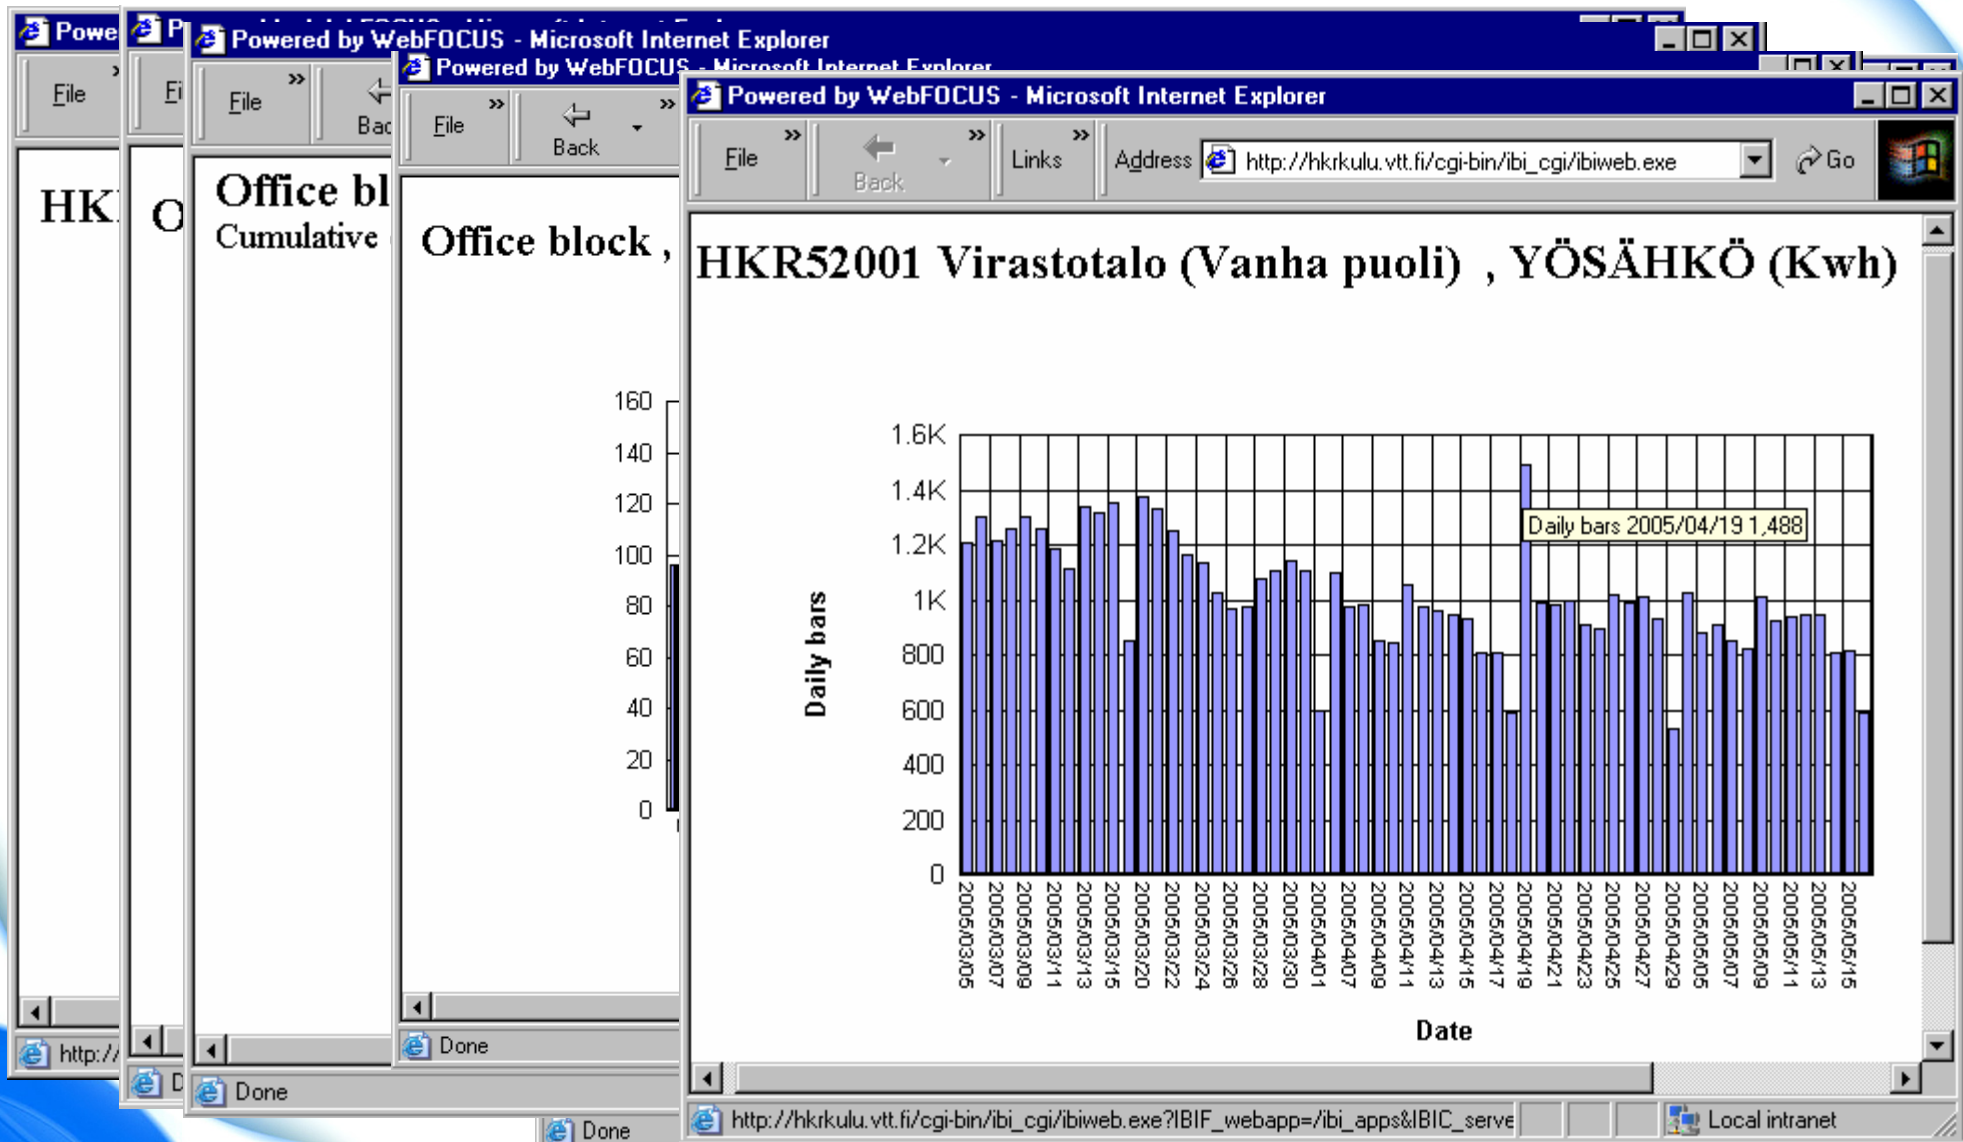 Powe
P
Powered by WebFOCUS - Microsoft Internet Explorer
Powered by WebFOCUS - Microsoft Internet Explorer
Powered by WebFOCUS - Microsoft Internet Explorer
File »
Fi
File »
Bac
File »
Back »
File »
Back »
Links »
Address http://hkrkulu.vtt.fi/cgi-bin/ibi_cgi/ibiweb.exe
Go
HK
O
Office bl
Cumulative
Office block ,
160
140
120
100
80
60
40
20
0
HKR52001 Virastotalo (Vanha puoli) , YÖSÄHKÖ (Kwh)
1.6K
1.4K
1.2K
1K
800
600
400
200
0
Daily bars
Daily bars 2005/04/19 1,488
2005/03/05
2005/03/07
2005/03/09
2005/03/11
2005/03/13
2005/03/15
2005/03/20
2005/03/22
2005/03/24
2005/03/26
2005/03/28
2005/03/30
2005/04/01
2005/04/07
2005/04/09
2005/04/11
2005/04/13
2005/04/15
2005/04/17
2005/04/19
2005/04/21
2005/04/23
2005/04/25
2005/04/27
2005/04/29
2005/05/05
2005/05/07
2005/05/09
2005/05/11
2005/05/13
2005/05/15
Date
http://
D
Done
Done
Done
http://hkrkulu.vtt.fi/cgi-bin/ibi_cgi/ibiweb.exe?IBIF_webapp=/ibi_apps&IBIC_serve
Local intranet